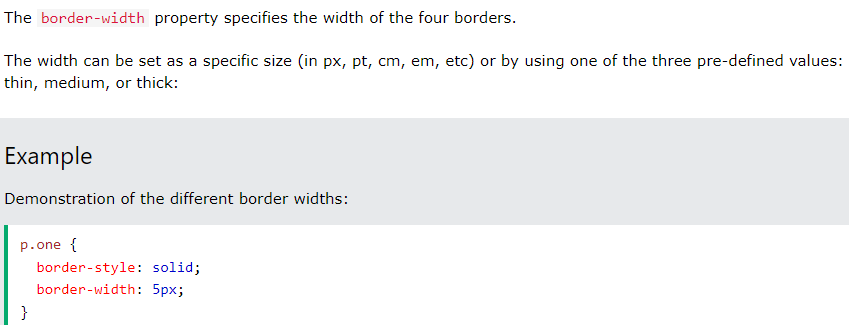 The border-width property specifies the width of the four borders.
The width can be set as a specific size (in px, pt, cm, em, etc) or by using one of the three pre-defined values:
thin, medium, or thick:
Example
Demonstration of the different border widths:
p.one {
  border-style: solid;
  border-width: 5px;
}